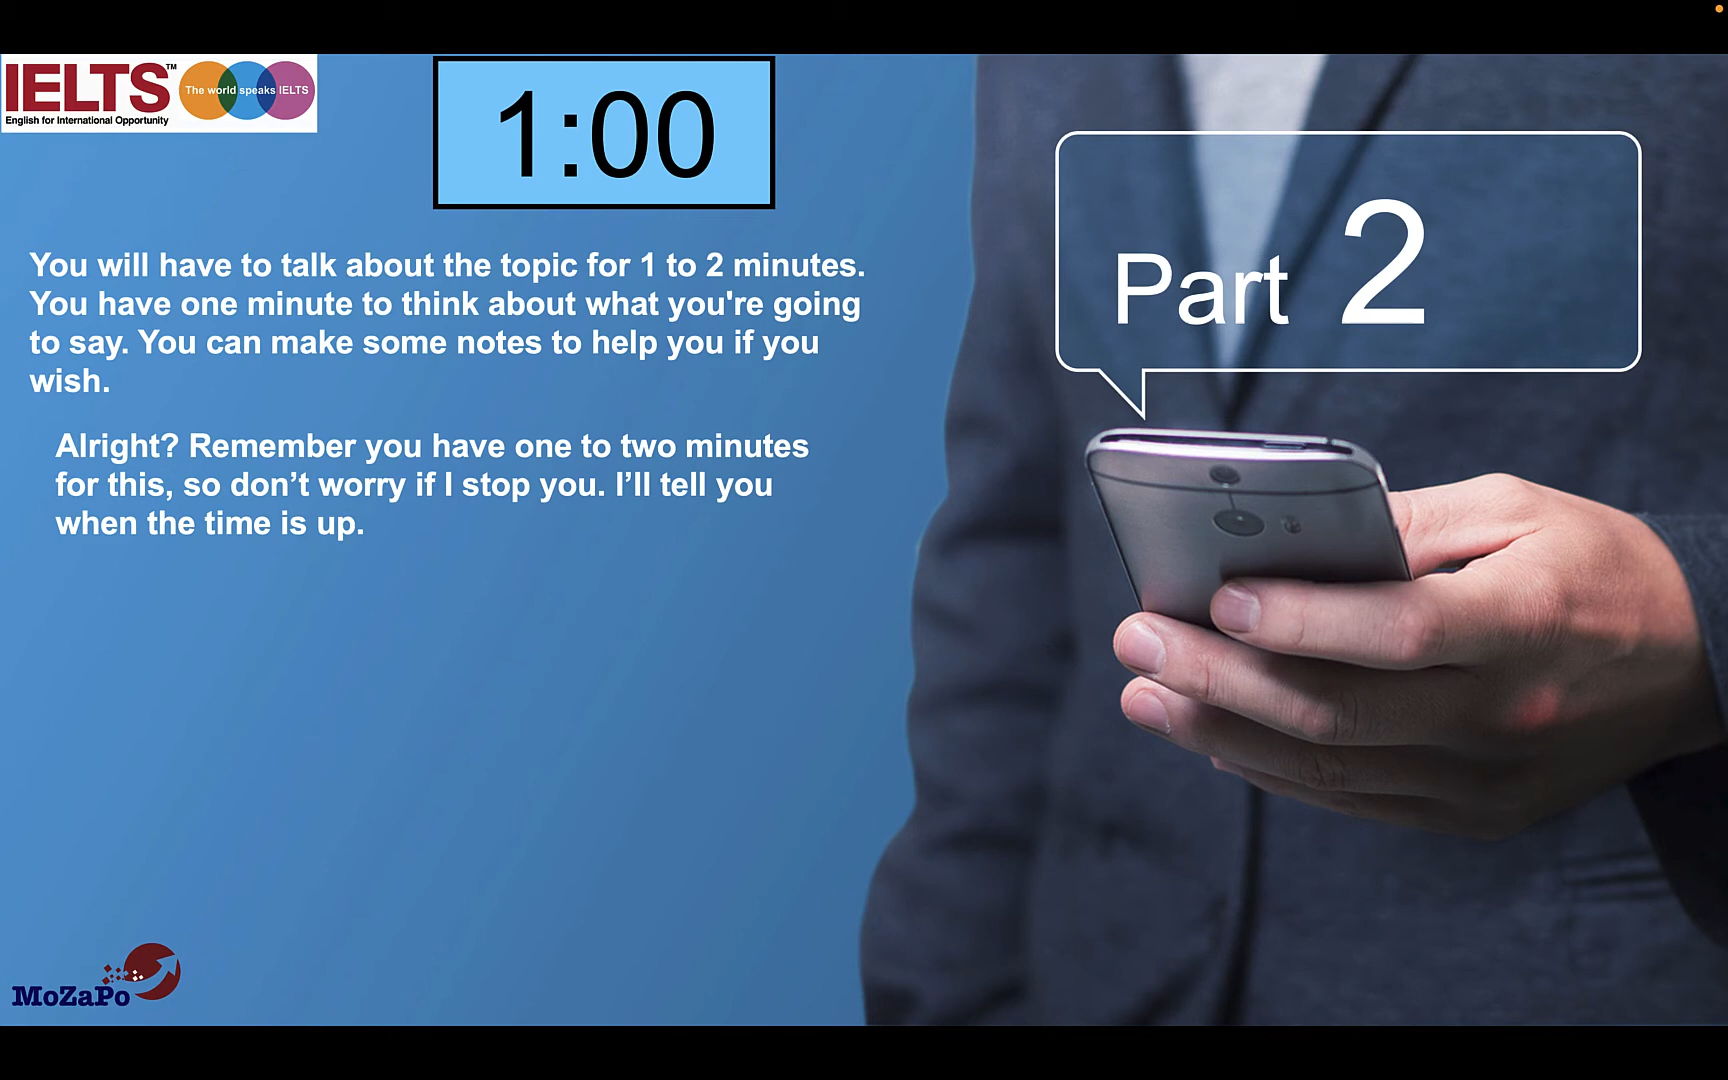 IELTS™
The world speaks IELTS
English for International Opportunity
1:00
Part 2
You will have to talk about the topic for 1 to 2 minutes.
You have one minute to think about what you're going
to say. You can make some notes to help you if you
wish.
Alright? Remember you have one to two minutes
for this, so don’t worry if I stop you. I’ll tell you
when the time is up.
MoZaPo